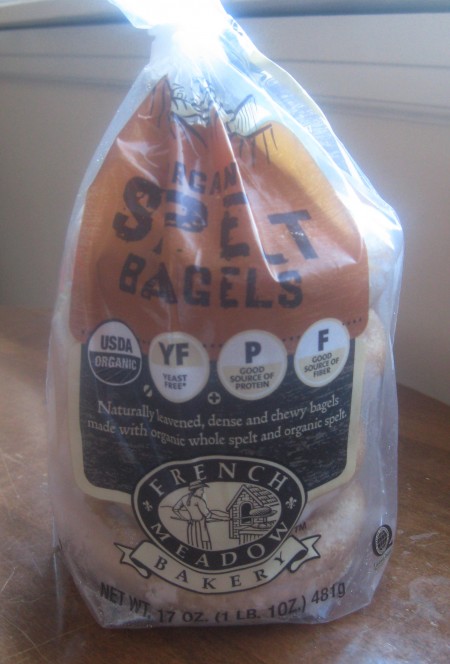 SPELT
BAGELS
USDA
ORGANIC
YF
YEAST
FREE*
P
GOOD
SOURCE OF
PROTEIN
F
GOOD
SOURCE OF
FIBER
Naturally leavened, dense and chewy bagels
made with organic whole spelt and organic spelt.
FRENCH
MEADOW
BAKERY
TM
NET WT. 17 OZ. (1 LB. 1OZ.) 481g